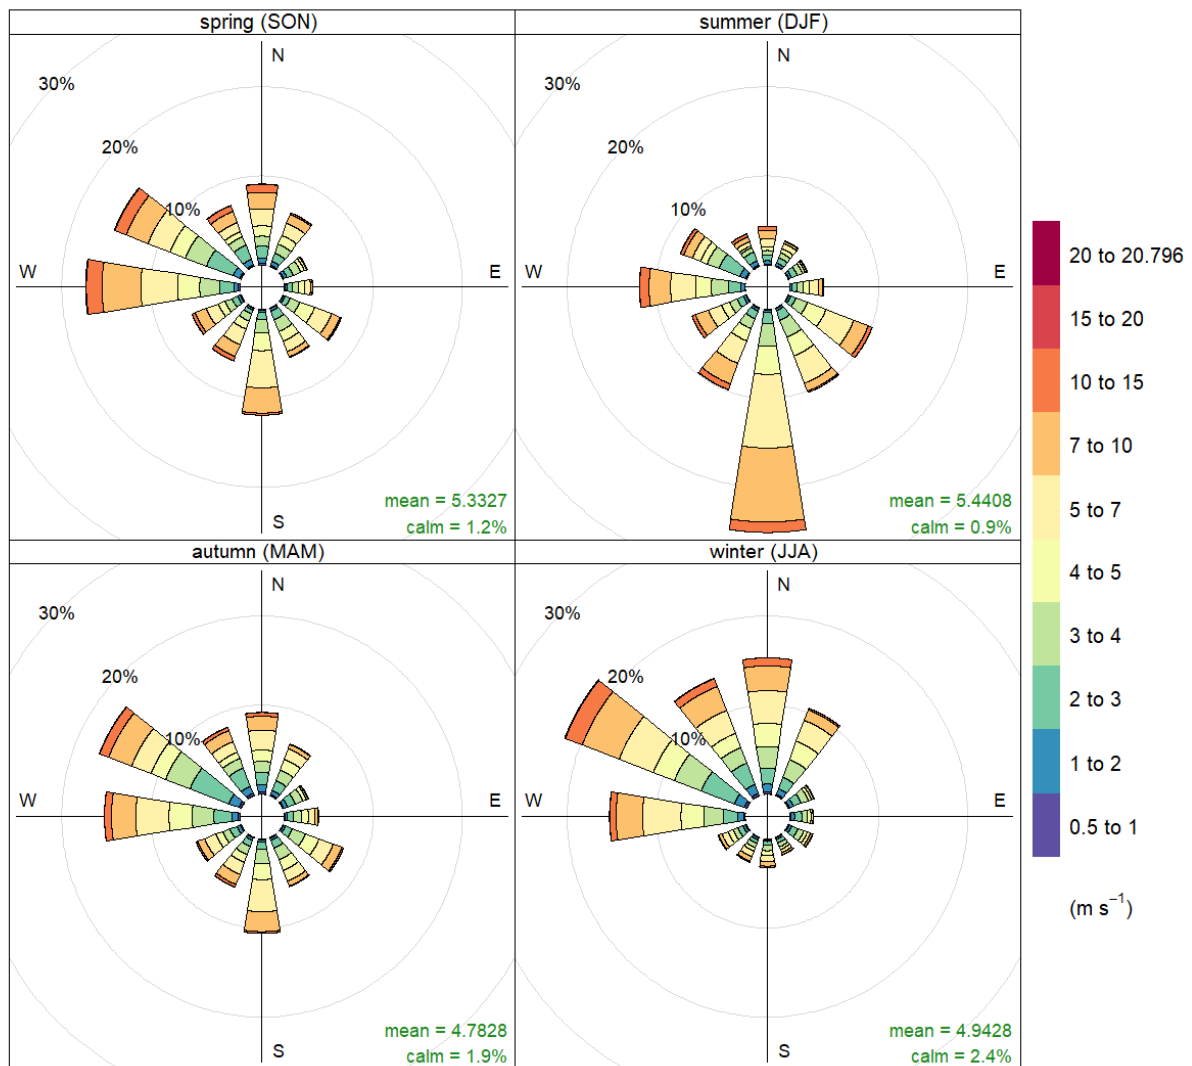 spring (SON)
N
30%
20%
10%
W
E
S
mean = 5.3327
calm = 1.2%
summer (DJF)
N
30%
20%
10%
W
E
mean = 5.4408
calm = 0.9%
autumn (MAM)
N
30%
20%
10%
W
E
S
mean = 4.7828
calm = 1.9%
winter (JJA)
N
30%
20%
10%
W
E
S
mean = 4.9428
calm = 2.4%
20 to 20.796
15 to 20
10 to 15
7 to 10
5 to 7
4 to 5
3 to 4
2 to 3
1 to 2
0.5 to 1
(m s⁻¹)